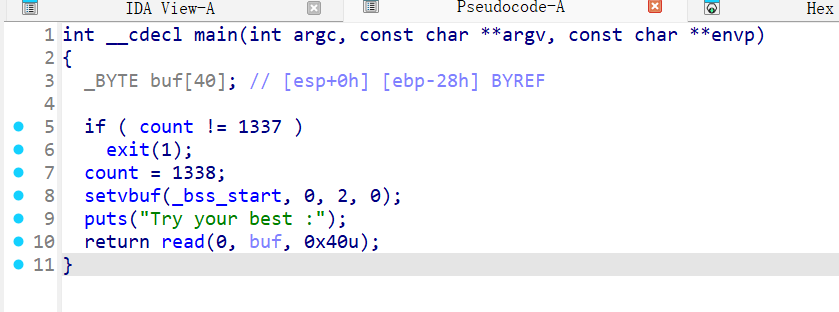 IDA View-A Pseudocode-A Hex
1 int __cdecl main(int argc, const char **argv, const char **envp)
2 {
3   _BYTE buf[40]; // [esp+0h] [ebp-28h] BYREF
4
5   if ( count != 1337 )
6     exit(1);
7   count = 1338;
8   setvbuf(_bss_start, 0, 2, 0);
9   puts("Try your best :");
10   return read(0, buf, 0x40u);
11 }